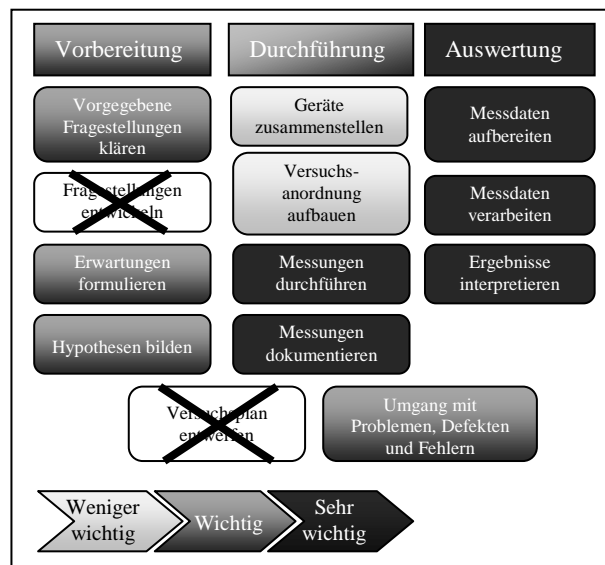 Vorbereitung
Durchführung
Auswertung
Vorgegebene
Fragestellungen
klären
Fragestellungen
entwickeln
Erwartungen
formulieren
Hypothesen bilden
Geräte
zusammenstellen
Versuchs-
anordnung
aufbauen
Messungen
durchführen
Messungen
dokumentieren
Messdaten
aufbereiten
Messdaten
verarbeiten
Ergebnisse
interpretieren
Versuchsplan
entwerfen
Umgang mit
Problemen, Defekten
und Fehlern
Weniger
wichtig
Wichtig
Sehr
wichtig